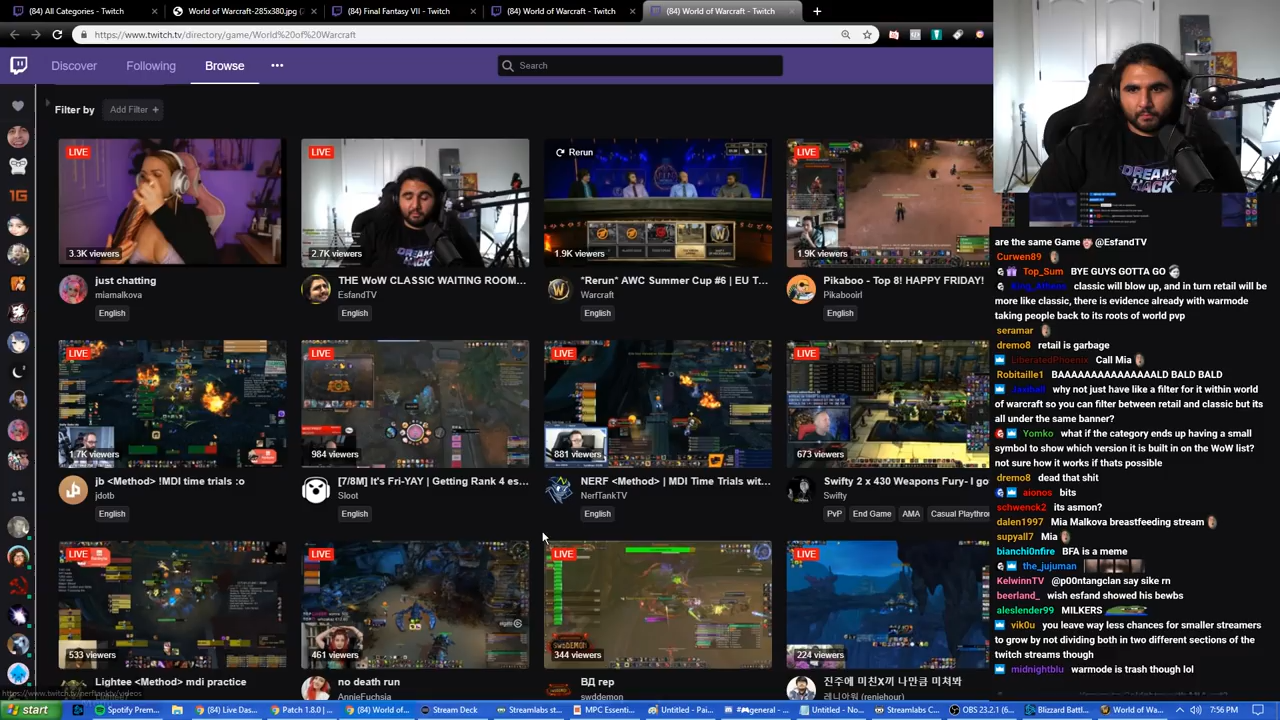 (84) All Categories - Twitch
World of Warcraft-285x380.jpg (
(84) Final Fantasy VII - Twitch
(84) World of Warcraft - Twitch
(84) World of Warcraft - Twitch
https://www.twitch.tv/directory/game/World%20of%20Warcraft
Discover
Following
Browse
Search
Filter by
Add Filter +
LIVE
3.3K viewers
just chatting
miamalkova
English
LIVE
2.7K viewers
THE WoW CLASSIC WAITING ROOM...
EsfandTV
English
Rerun
1.9K viewers
*Rerun* AWC Summer Cup #6 | EU T...
Warcraft
English
LIVE
1.9K viewers
Pikaboo - Top 8! HAPPY FRIDAY!
Pikabooirl
English
LIVE
1.7K viewers
jb <Method> !MDI time trials :o
jdotb
English
LIVE
984 viewers
[7/8M] It's Fri-YAY | Getting Rank 4 es...
Sloot
English
LIVE
881 viewers
NERF <Method> | MDI Time Trials wit...
NerfTankTV
English
LIVE
673 viewers
Swifty 2 x 430 Weapons Fury- I go
Swifty
PvP
End Game
AMA
Casual Playthro
LIVE
533 viewers
Lightee <Method> mdi practice
LIVE
461 viewers
death run
AnnieFuchsia
LIVE
344 viewers
ВД гер
swddemon
LIVE
224 viewers
진주에 미친X끼 나만큼 미쳐봐
레니아워 (reniehour)
DREAM
HACK
are the same Game @EsfandTV
Curwen89
Top_Sum BYE GUYS GOTTA GO
classic will blow up, and in turn retail will
be more like classic, there is evidence already with warmode
taking people back to its roots of world pvp
seramar
dremo8 retail is garbage
LiberatedPhoenix Call Mia
Robitaille1 BAAAAAAAAAAAAAAALD BALD BALD
why not just have like a filter for it within world
of warcraft so you can filter between retail and classic but its
all under the same banner?
Yomko what if the category ends up having a small
symbol to show which version it is built in on the WoW list?
not sure how it works if thats possible
dremo8 dead that shit
aionos bits
schwenck2 its asmon?
dalen1997 Mia Malkova breastfeeding stream
supyall7 Mia
bianchi0nfire BFA is a meme
the_jujuman
KelwinnTV @p00ntangclan say sike rn
beerland_ wish esfand showed his bewbs
aleslender99 MILKERS
vik0u you leave way less chances for smaller streamers
to grow by not dividing both in two different sections of the
twitch streams though
midnightblu warmode is trash though lol
https://www.twitch.tv/nerftanktv/videos
start
Spotify Prem...
(84) Live Das...
Patch 1.8.0 | ...
(84) World of...
Stream Deck
Streamlabs st...
MPC Essenti...
Untitled - Pai...
#general - ...
Untitled - No...
Streamlabs C...
OBS 23.2.1 (6...
Blizzard Battl...
World of Wa...
7:56 PM